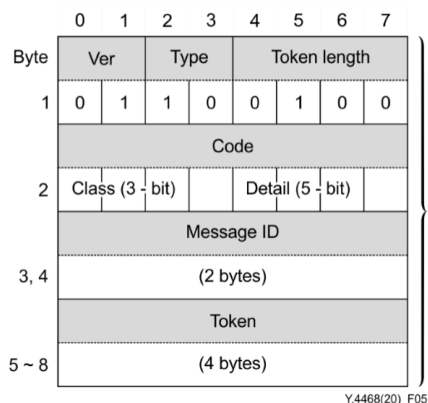 0 1 2 3 4 5 6 7
Byte Ver Type Token length
1 0 1 1 0 0 1 0 0
Code
2 Class (3 - bit) Detail (5 - bit)
Message ID
3, 4 (2 bytes)
Token
5 ~ 8 (4 bytes)
Y.4468(20)_F05